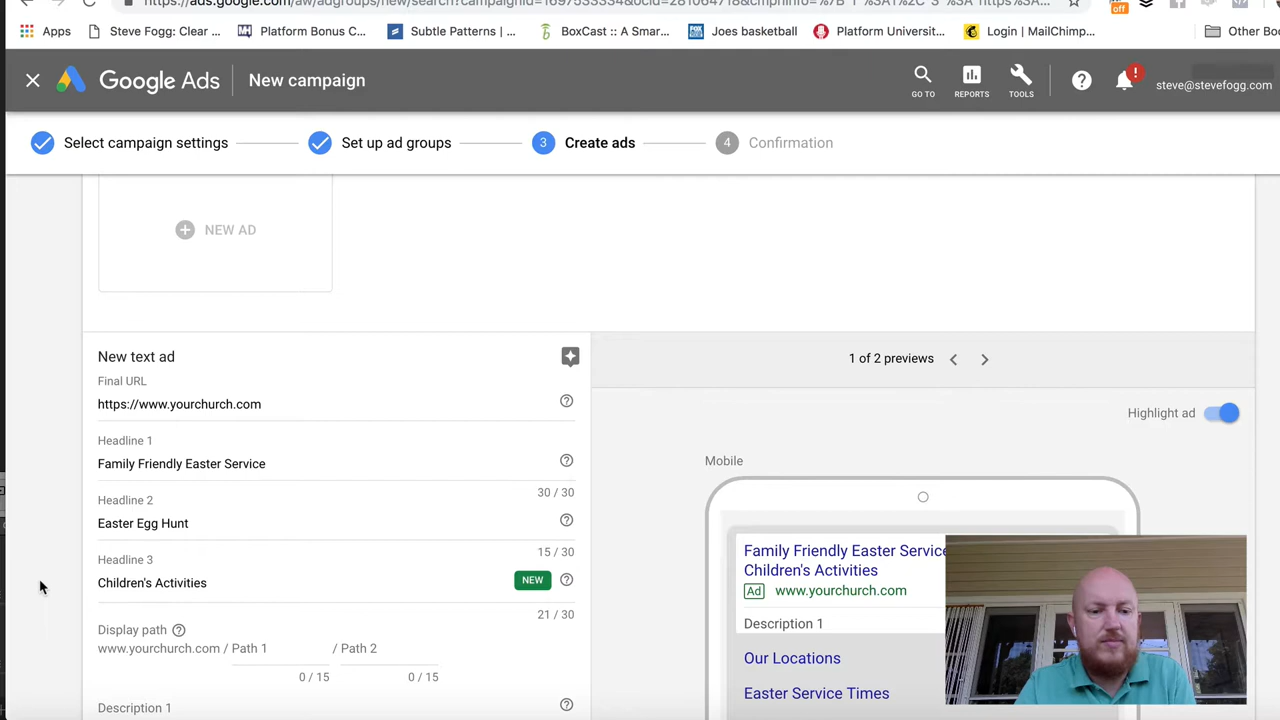 Apps
Steve Fogg: Clear ...
Platform Bonus C...
Subtle Patterns | ...
BoxCast :: A Smar...
Joes basketball
Platform Universit...
Login | MailChimp...
Other Boo
off
Google Ads
New campaign
GO TO
REPORTS
TOOLS
!
steve@stevefogg.com
Select campaign settings
Set up ad groups
3
Create ads
4
Confirmation
NEW AD
New text ad
Final URL
https://www.yourchurch.com
Headline 1
Family Friendly Easter Service
30 / 30
Headline 2
Easter Egg Hunt
15 / 30
Headline 3
Children's Activities
NEW
21 / 30
Display path
www.yourchurch.com / Path 1 / Path 2
0 / 15
0 / 15
Description 1
1 of 2 previews
Highlight ad
Mobile
Family Friendly Easter Service
Children's Activities
Ad www.yourchurch.com
Description 1
Our Locations
Easter Service Times